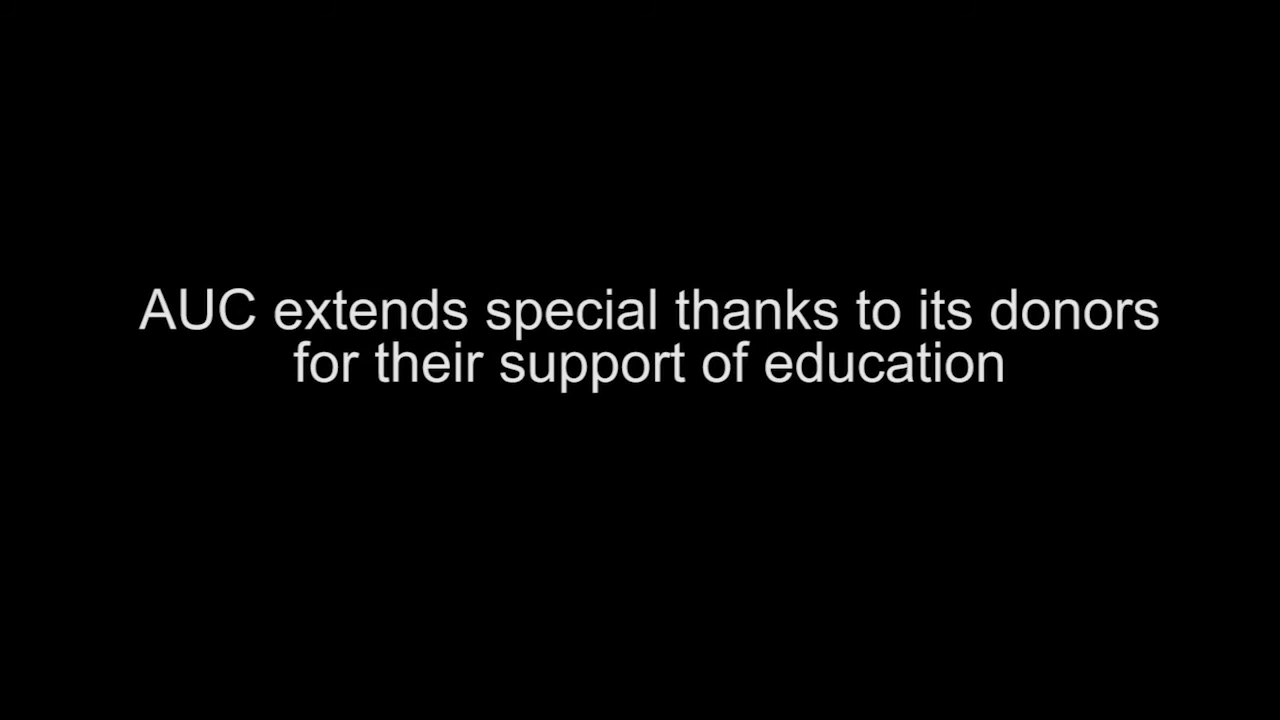 AUC extends special thanks to its donors
for their support of education